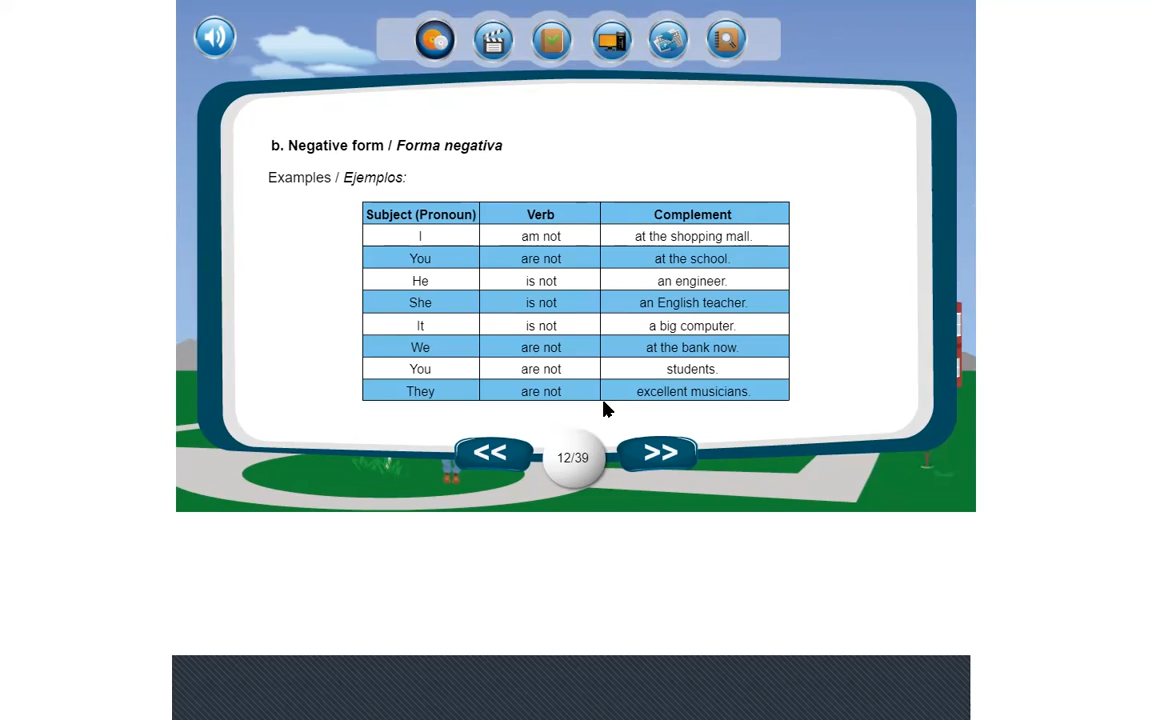 b. Negative form / Forma negativa
Examples / Ejemplos:
Subject (Pronoun) Verb Complement
I am not at the shopping mall.
You are not at the school.
He is not an engineer.
She is not an English teacher.
It is not a big computer.
We are not at the bank now.
You are not students.
They are not excellent musicians.
<< 12/39 >>